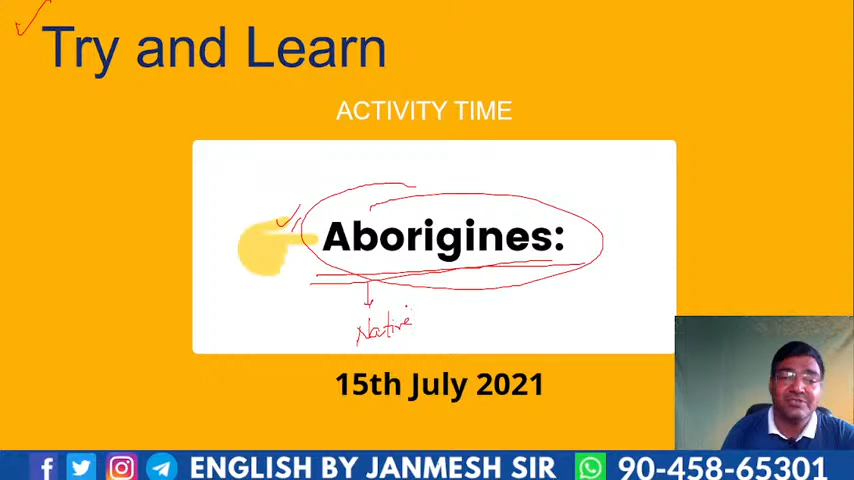 Try and Learn
ACTIVITY TIME
Aborigines:
Native
15th July 2021
ENGLISH BY JANMESH SIR 90-458-65301